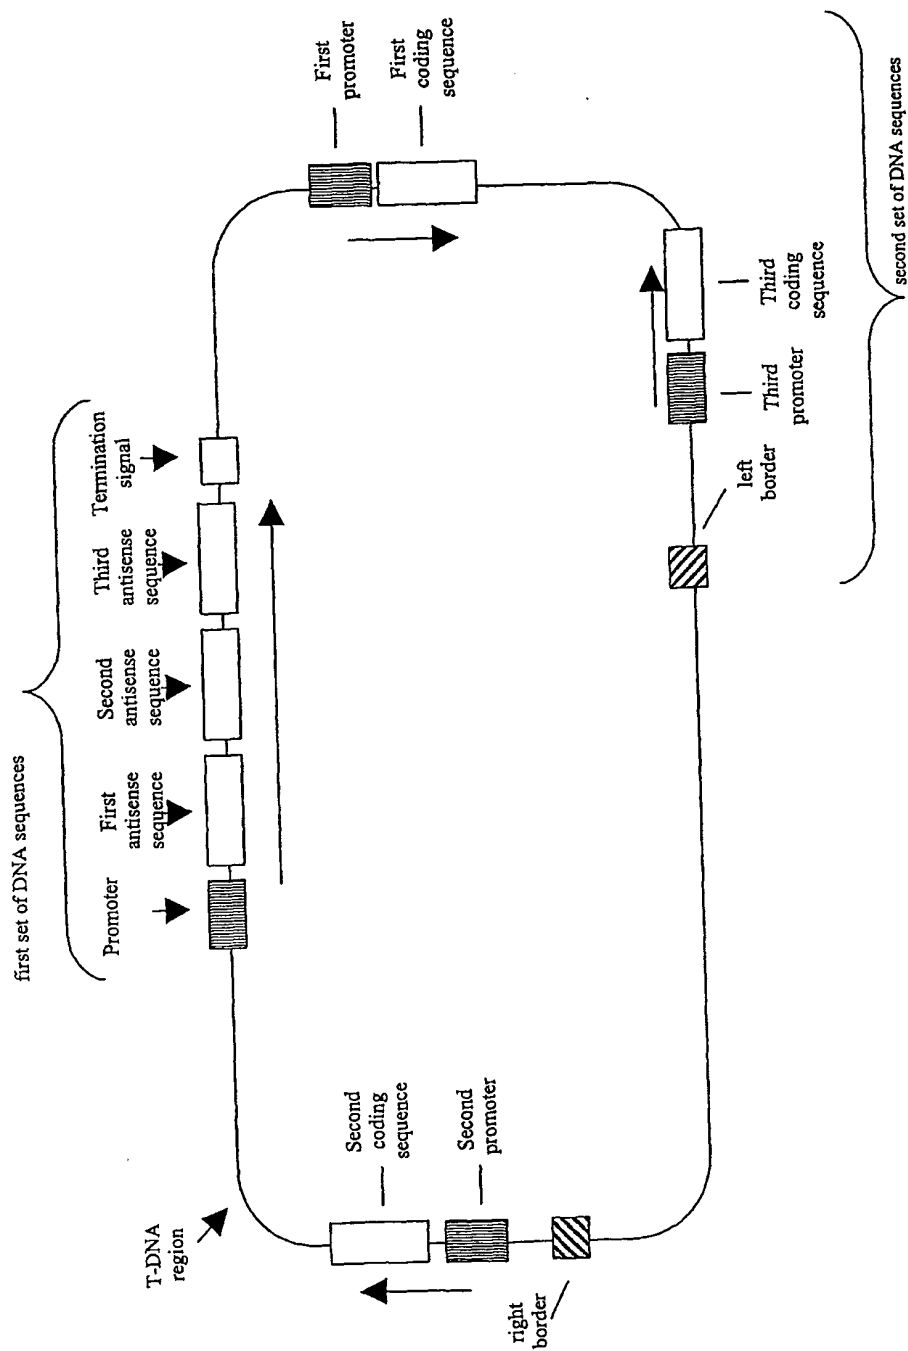 first set of DNA sequences
Promoter
First
antisense
sequence
Second
antisense
sequence
Third
antisense
sequence
Termination
signal
First
promoter
First
coding
sequence
T-DNA
region
Second
coding
sequence
Second
promoter
right
border
left
border
Third
promoter
Third
coding
sequence
second set of DNA sequences